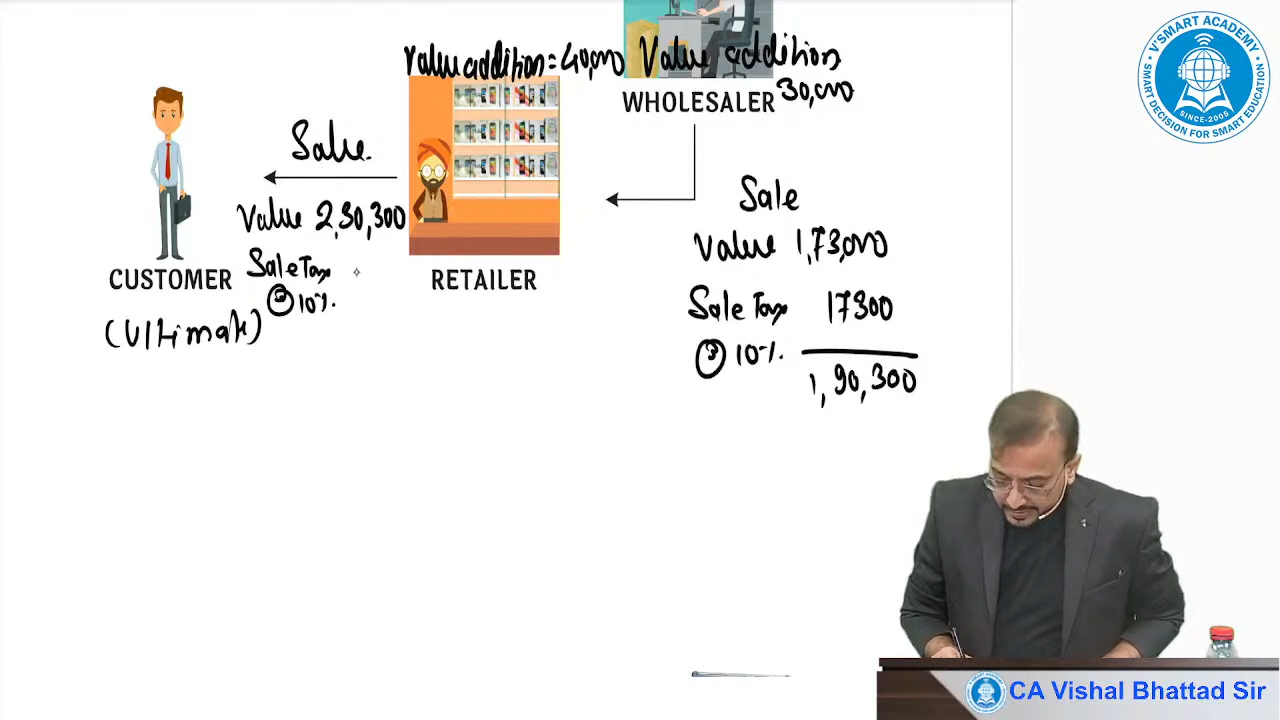 Value addition = 40,000
Value addition
30,000
WHOLESALER
Sale
Value 2,30,300
Sale Tax
@ 10%.
CUSTOMER
(Ultimate)
RETAILER
Sale
Value 1,73,000
Sale Tax 17300
@ 10%.
1,90,300
V'SMART ACADEMY
SINCE-2005
SMART DECISION FOR SMART EDUCATION
CA Vishal Bhattad Sir